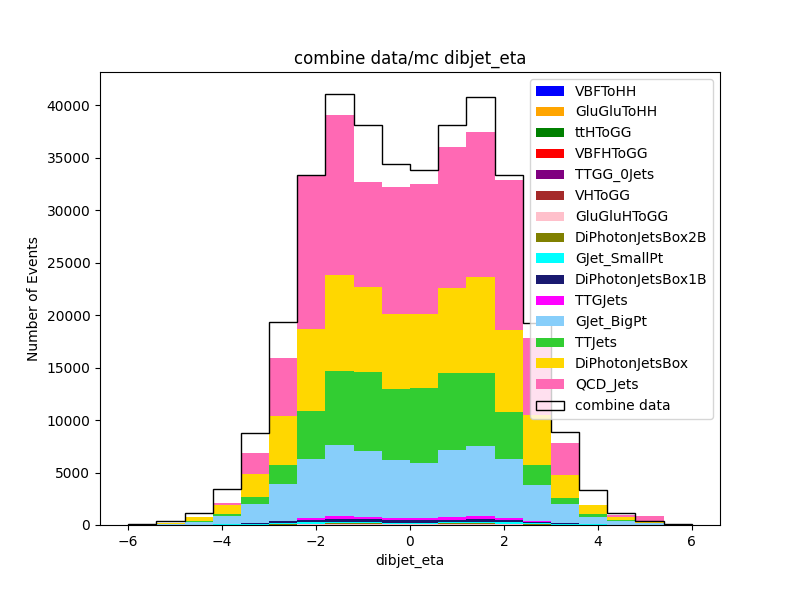 combine data/mc dibjet_eta
VBFToHH
GluGluToHH
ttHToGG
VBFHToGG
TTGG_0Jets
VHToGG
GluGluHToGG
DiPhotonJetsBox2B
GJet_SmallPt
DiPhotonJetsBox1B
TTGJets
GJet_BigPt
TTJets
DiPhotonJetsBox
QCD_Jets
combine data
Number of Events
40000
35000
30000
25000
20000
15000
10000
5000
0
−6
−4
−2
0
2
4
6
dibjet_eta